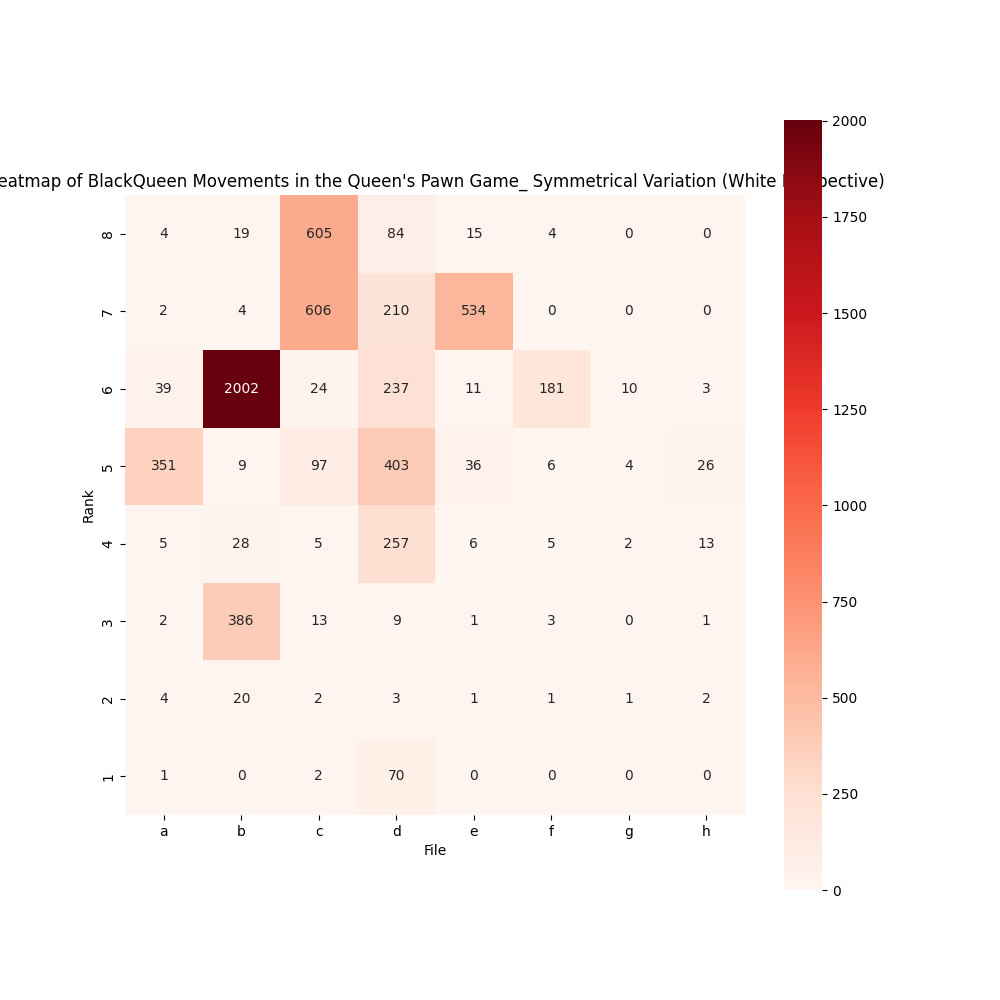 eatmap of BlackQueen Movements in the Queen's Pawn Game_ Symmetrical Variation (White pective)
2000
1750
1500
1250
1000
750
500
250
0
8 4 19 605 84 15 4 0 0
7 2 4 606 210 534 0 0 0
6 39 2002 24 237 11 181 10 3
5 351 9 97 403 36 6 4 26
4 5 28 5 257 6 5 2 13
3 2 386 13 9 1 3 0 1
2 4 20 2 3 1 1 1 2
1 1 0 2 70 0 0 0 0
Rank
a b c d e f g h
File